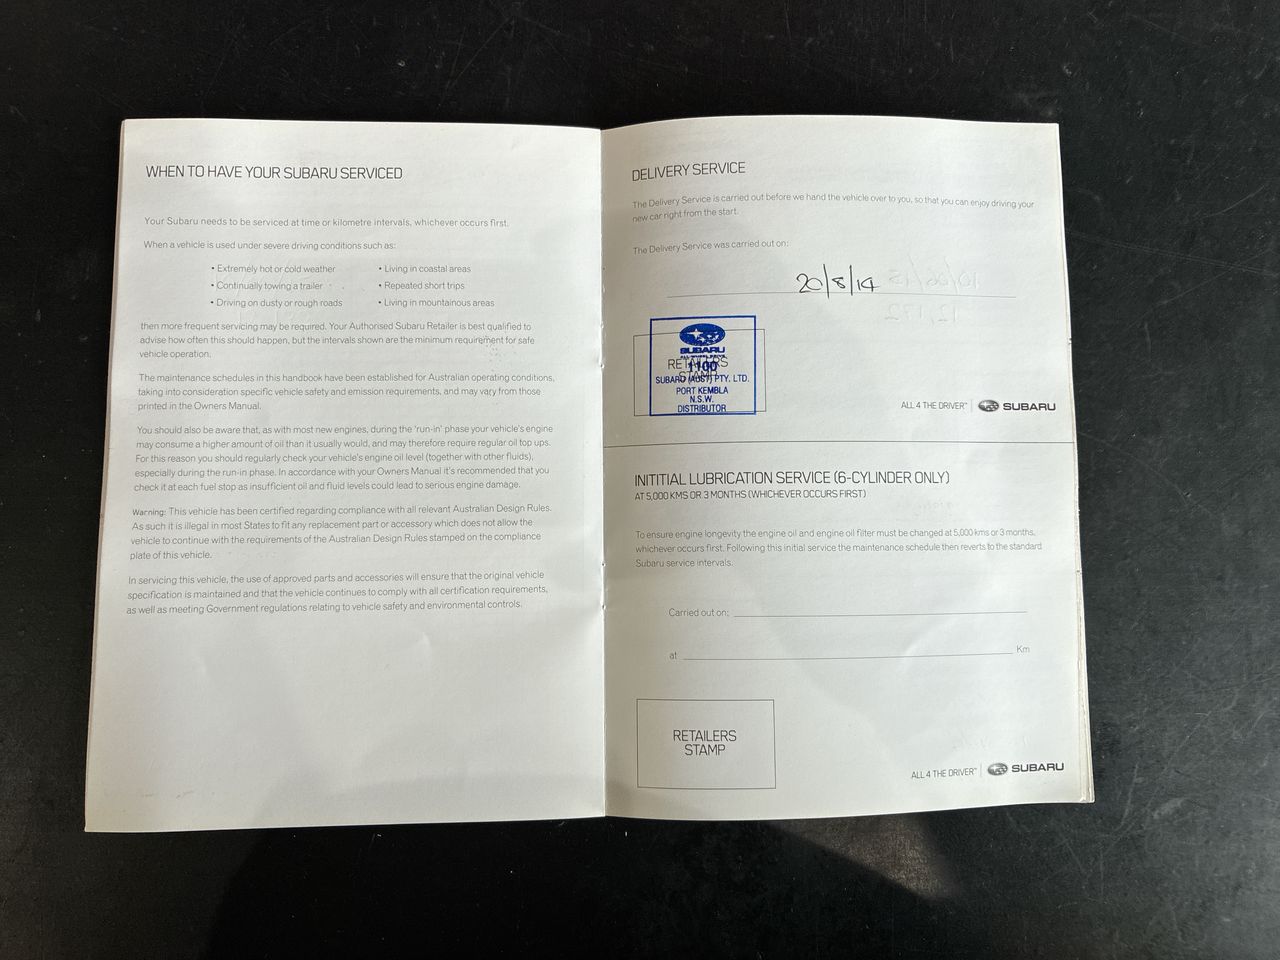 WHEN TO HAVE YOUR SUBARU SERVICED
Your Subaru needs to be serviced at time or kilometre intervals, whichever occurs first.
When a vehicle is used under severe driving conditions such as:
• Extremely hot or cold weather
• Continually towing a trailer
• Driving on dusty or rough roads
• Living in coastal areas
• Repeated short trips
• Living in mountainous areas
then more frequent servicing may be required. Your Authorised Subaru Retailer is best qualified to
advise how often this should happen, but the intervals shown are the minimum requirement for safe
vehicle operation.
The maintenance schedules in this handbook have been established for Australian operating conditions,
taking into consideration specific vehicle safety and emission requirements, and may vary from those
printed in the Owners Manual.
You should also be aware that, as with most new engines, during the 'run-in' phase your vehicle's engine
may consume a higher amount of oil than it usually would, and may therefore require regular oil top ups.
For this reason you should regularly check your vehicle's engine oil level (together with other fluids),
especially during the run-in phase. In accordance with your Owners Manual it's recommended that you
check it at each fuel stop as insufficient oil and fluid levels could lead to serious engine damage.
Warning: This vehicle has been certified regarding compliance with all relevant Australian Design Rules.
As such it is illegal in most States to fit any replacement part or accessory which does not allow the
vehicle to continue with the requirements of the Australian Design Rules stamped on the compliance
plate of this vehicle.
In servicing this vehicle, the use of approved parts and accessories will ensure that the original vehicle
specification is maintained and that the vehicle continues to comply with all certification requirements,
as well as meeting Government regulations relating to vehicle safety and environmental controls.
DELIVERY SERVICE
The Delivery Service is carried out before we hand the vehicle over to you, so that you can enjoy driving your
new car right from the start.
The Delivery Service was carried out on:
20/8/14
RETAILERS
STAMP
SUBARU
1100
SUBARU (AUST) PTY. LTD.
PORT KEMBLA
N.S.W.
DISTRIBUTOR
ALL 4 THE DRIVER™ SUBARU
INITITIAL LUBRICATION SERVICE (6-CYLINDER ONLY)
AT 5,000 KMS OR 3 MONTHS (WHICHEVER OCCURS FIRST)
To ensure engine longevity the engine oil and engine oil filter must be changed at 5,000 kms or 3 months,
whichever occurs first. Following this initial service the maintenance schedule then reverts to the standard
Subaru service intervals.
Carried out on:
at Km
RETAILERS
STAMP
ALL 4 THE DRIVER™ SUBARU